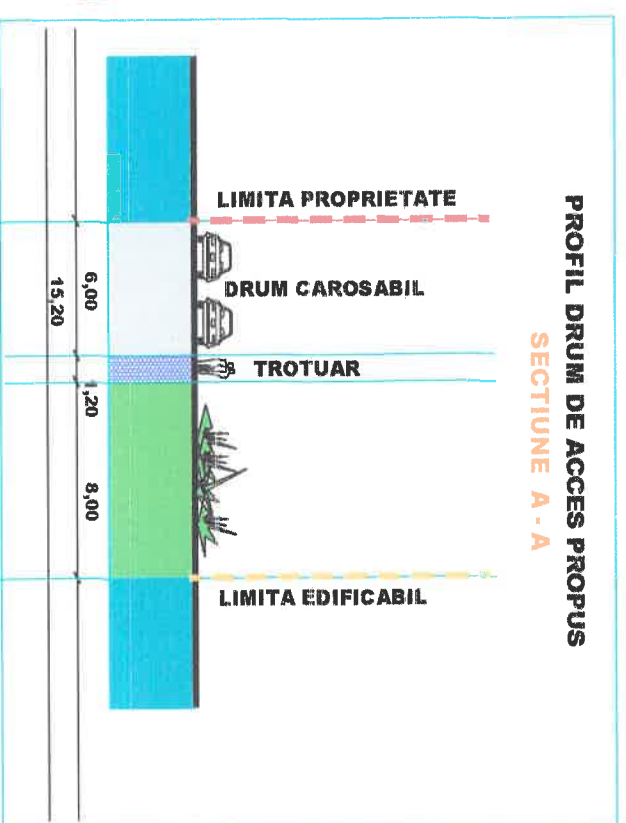 PROFIL DRUM DE ACCES PROPUS
SECTIUNE A - A
LIMITA PROPRIETATE
DRUM CAROSABIL
TROTUAR
LIMITA EDIFICABIL
6,00
1,20
8,00
15,20